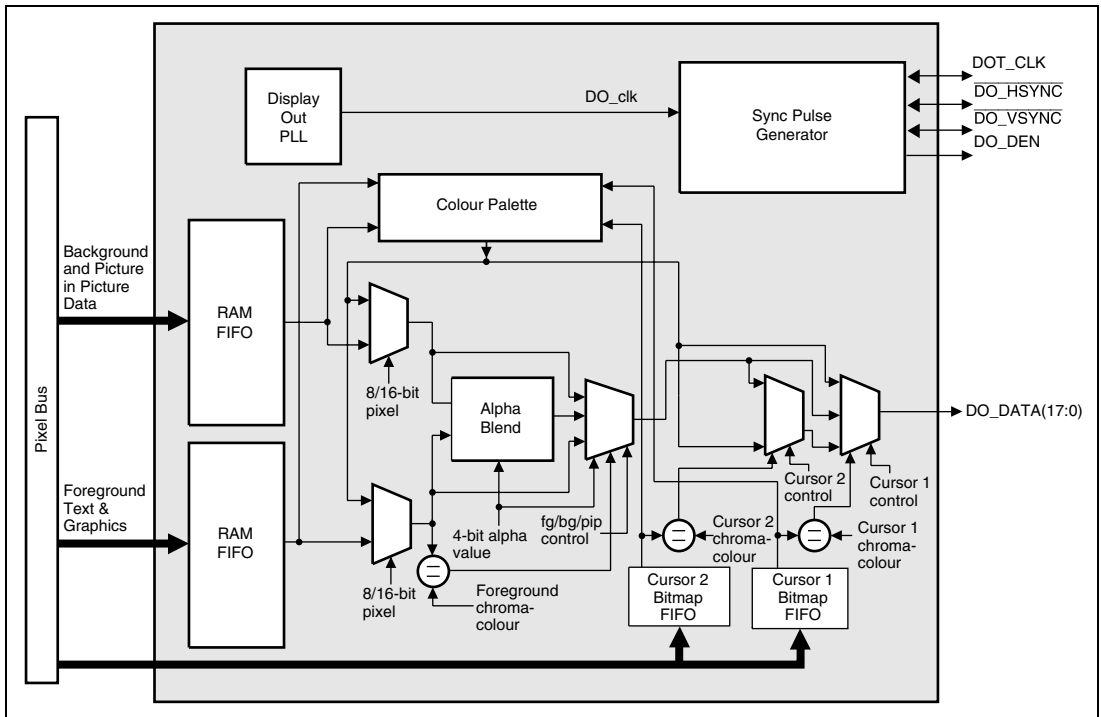 DOT_CLK
DO_HSYNC
DO_VSYNC
DO_DEN
Display
Out
PLL
DO_clk
Sync Pulse
Generator
Colour Palette
Pixel Bus
Background
and Picture
in Picture
Data
RAM
FIFO
8/16-bit
pixel
Alpha
Blend
DO_DATA(17:0)
Foreground
Text &
Graphics
RAM
FIFO
8/16-bit
pixel
4-bit alpha
value
fg/bg/pip
control
Foreground
chroma-
colour
Cursor 2
control
Cursor 1
control
Cursor 2
chroma-
colour
Cursor 1
chroma-
colour
Cursor 2
Bitmap
FIFO
Cursor 1
Bitmap
FIFO
=
=
=